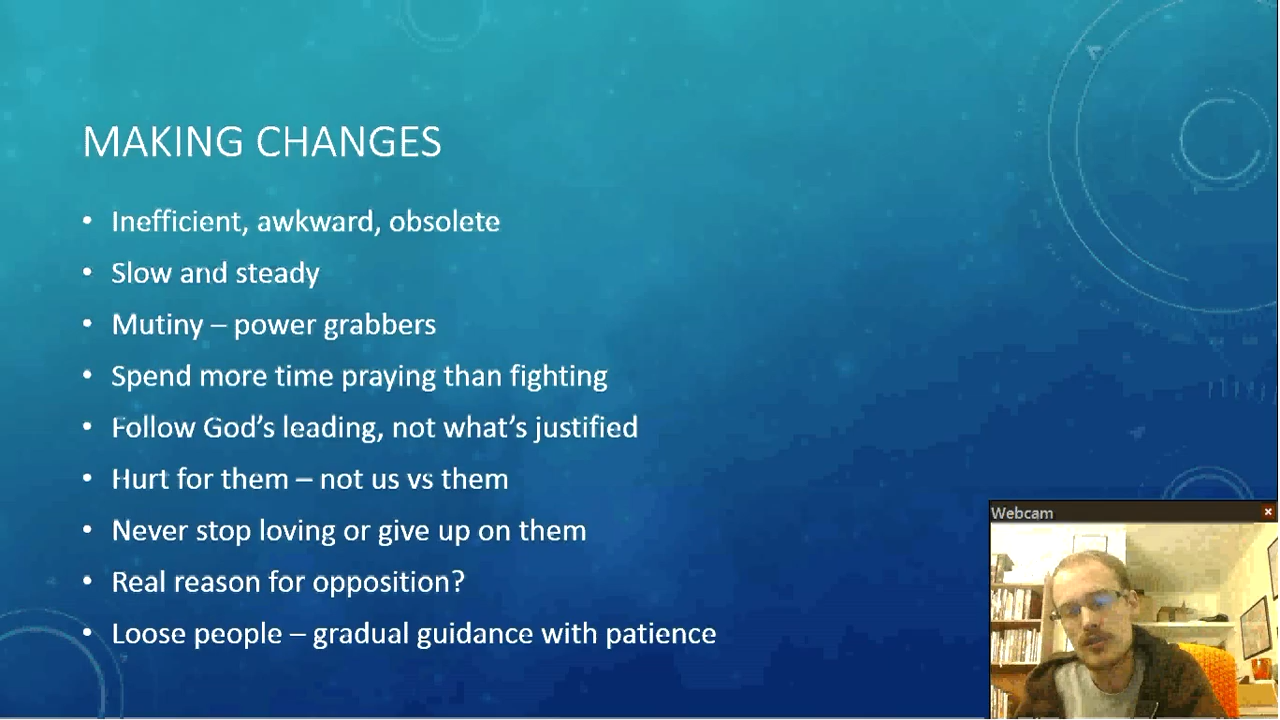 MAKING CHANGES
• Inefficient, awkward, obsolete
• Slow and steady
• Mutiny – power grabbers
• Spend more time praying than fighting
• Follow God's leading, not what's justified
• Hurt for them – not us vs them
• Never stop loving or give up on them
• Real reason for opposition?
• Loose people – gradual guidance with patience
Webcam